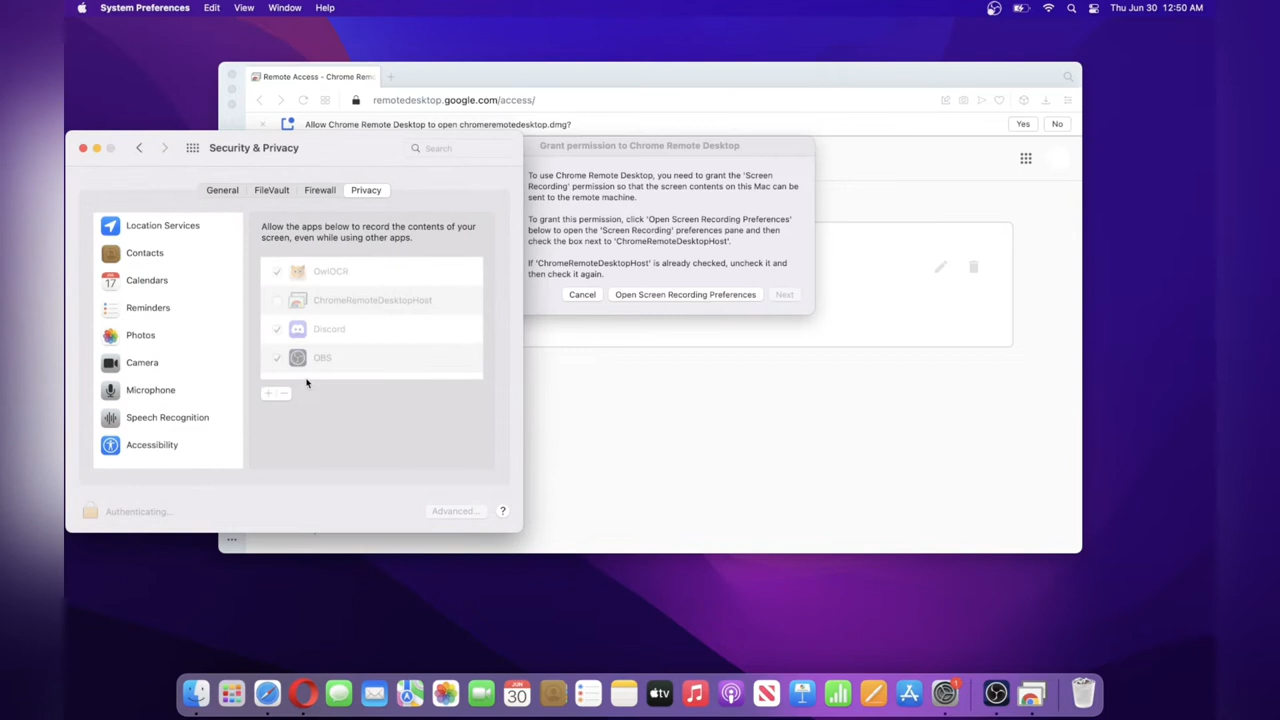 System Preferences Edit View Window Help Thu Jun 30 12:50 AM
Remote Access - Chrome Remo
remotedesktop.google.com/access/
Allow Chrome Remote Desktop to open chromeremotedesktop.dmg? Yes No
Security & Privacy Search
General FileVault Firewall Privacy
Location Services
Contacts
17 Calendars
Reminders
Photos
Camera
Microphone
Speech Recognition
Accessibility
Allow the apps below to record the contents of your
screen, even while using other apps.
OwlOCR
ChromeRemoteDesktopHost
Discord
OBS
+ −
Authenticating... Advanced... ?
Grant permission to Chrome Remote Desktop
To use Chrome Remote Desktop, you need to grant the 'Screen
Recording' permission so that the screen contents on this Mac can be
sent to the remote machine.
To grant this permission, click 'Open Screen Recording Preferences'
below to open the 'Screen Recording' preferences pane and then
check the box next to 'ChromeRemoteDesktopHost'.
If 'ChromeRemoteDesktopHost' is already checked, uncheck it and
then check it again.
Cancel Open Screen Recording Preferences Next
JUN
30
tv
1